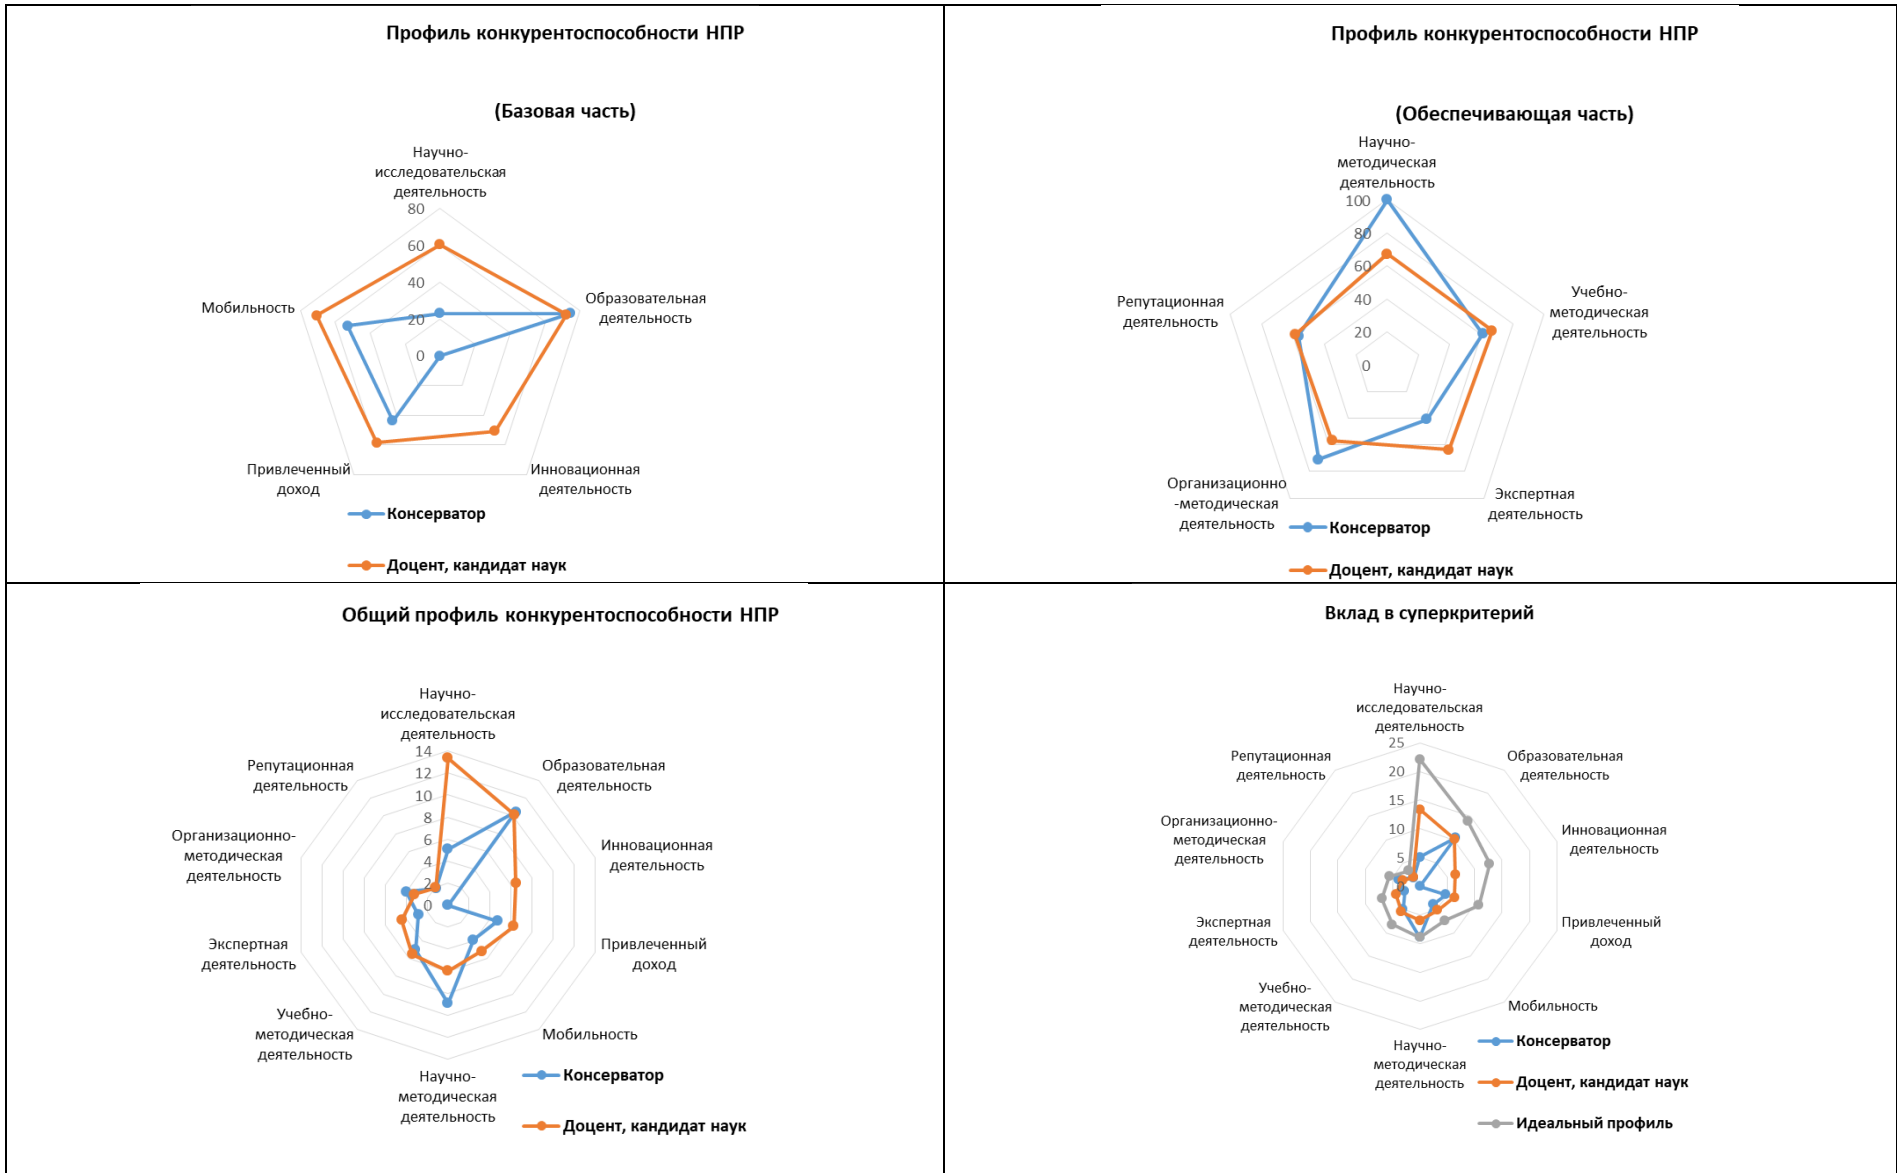 Профиль конкурентоспособности НПР
(Базовая часть)
Научно-
исследовательская
деятельность
80
60
40
20
0
Образовательная
деятельность
Инновационная
деятельность
Привлеченный
доход
Мобильность
Консерватор
Доцент, кандидат наук
Профиль конкурентоспособности НПР
(Обеспечивающая часть)
Научно-
методическая
деятельность
100
80
60
40
20
0
Учебно-
методическая
деятельность
Экспертная
деятельность
Организационно
-методическая
деятельность
Репутационная
деятельность
Консерватор
Доцент, кандидат наук
Общий профиль конкурентоспособности НПР
Научно-
исследовательская
деятельность
14
12
10
8
6
4
2
0
Образовательная
деятельность
Инновационная
деятельность
Привлеченный
доход
Мобильность
Научно-
методическая
деятельность
Учебно-
методическая
деятельность
Экспертная
деятельность
Организационно-
методическая
деятельность
Репутационная
деятельность
Консерватор
Доцент, кандидат наук
Вклад в суперкритерий
Научно-
исследовательская
деятельность
25
20
15
10
5
0
Образовательная
деятельность
Инновационная
деятельность
Привлеченный
доход
Мобильность
Научно-
методическая
деятельность
Учебно-
методическая
деятельность
Экспертная
деятельность
Организационно-
методическая
деятельность
Репутационная
деятельность
Консерватор
Доцент, кандидат наук
Идеальный профиль